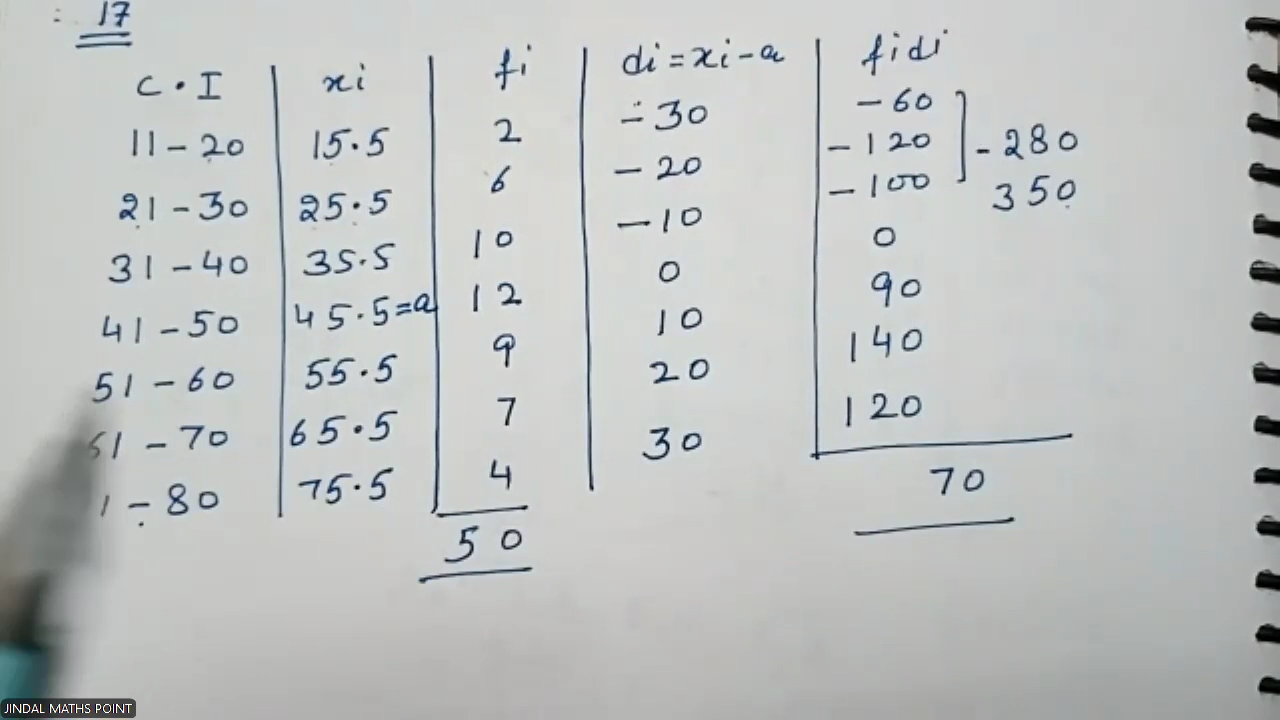 : 17
C.I xi fi di = xi - a fidi
11-20 15.5 2 -30 -60
21-30 25.5 6 -20 -120 -280
31-40 35.5 10 -10 -100 350
41-50 45.5=a 12 0 0
51-60 55.5 9 10 90
61-70 65.5 7 20 140
1-80 75.5 4 30 120
50 70
JINDAL MATHS POINT